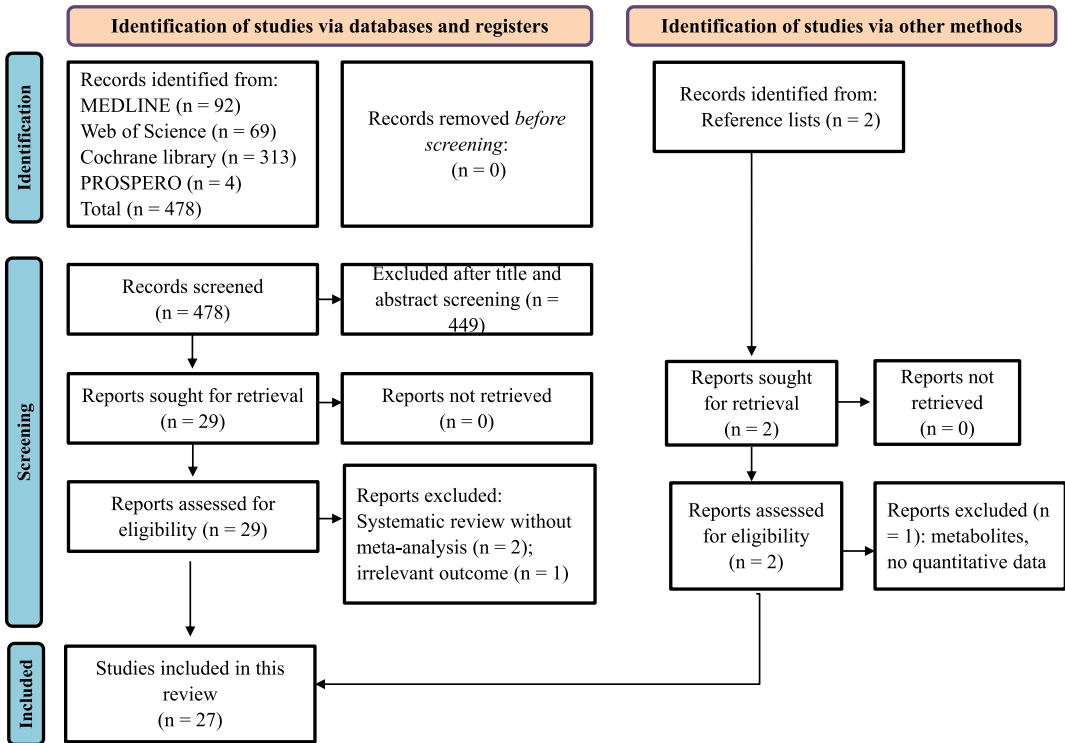 Identification of studies via databases and registers
Identification of studies via other methods
Identification
Records identified from:
MEDLINE (n = 92)
Web of Science (n = 69)
Cochrane library (n = 313)
PROSPERO (n = 4)
Total (n = 478)
Records removed before
screening:
(n = 0)
Records identified from:
Reference lists (n = 2)
Screening
Records screened
(n = 478)
Excluded after title and
abstract screening (n =
449)
Reports sought for retrieval
(n = 29)
Reports not retrieved
(n = 0)
Reports sought
for retrieval
(n = 2)
Reports not
retrieved
(n = 0)
Reports assessed for
eligibility (n = 29)
Reports excluded:
Systematic review without
meta-analysis (n = 2);
irrelevant outcome (n = 1)
Reports assessed
for eligibility
(n = 2)
Reports excluded (n
= 1): metabolites,
no quantitative data
Included
Studies included in this
review
(n = 27)